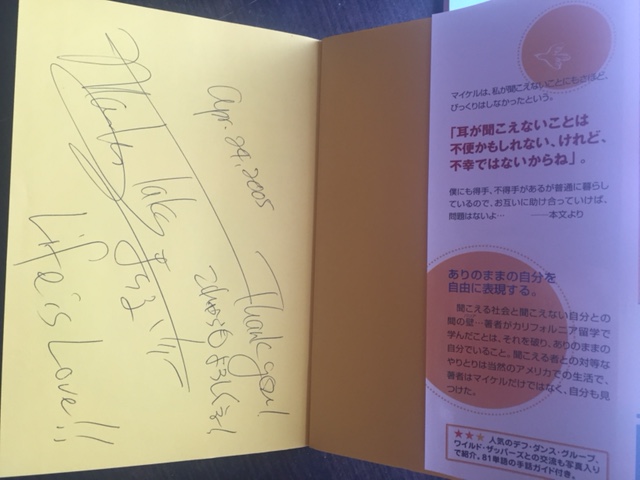 Apr. 24, 2005
Thank you!
これからもよろしく!
Life is Love!!
マイケルは、私が聞こえないことにもさほど、
びっくりはしなかったという。
「耳が聞こえないことは
不便かもしれない、けれど、
不幸ではないからね」。
僕にも得手、不得手があるが普通に暮らし
ているので、お互いに助け合っていけば、
問題はないよ… ――本文より
ありのままの自分を
自由に表現する。
聞こえる社会と聞こえない自分との
間の壁…著者がカリフォルニア留学で
学んだことは、それを破り、ありのままの
自分でいること。聞こえる者との対等な
やりとりは当然のアメリカでの生活で、
著者はマイケルだけではなく、自分も見
つけた。
★★★ 人気のデフ・ダンス・グループ、
ワイルド・ザッパーズとの交流も写真入り
で紹介。81単語の手話ガイド付き。